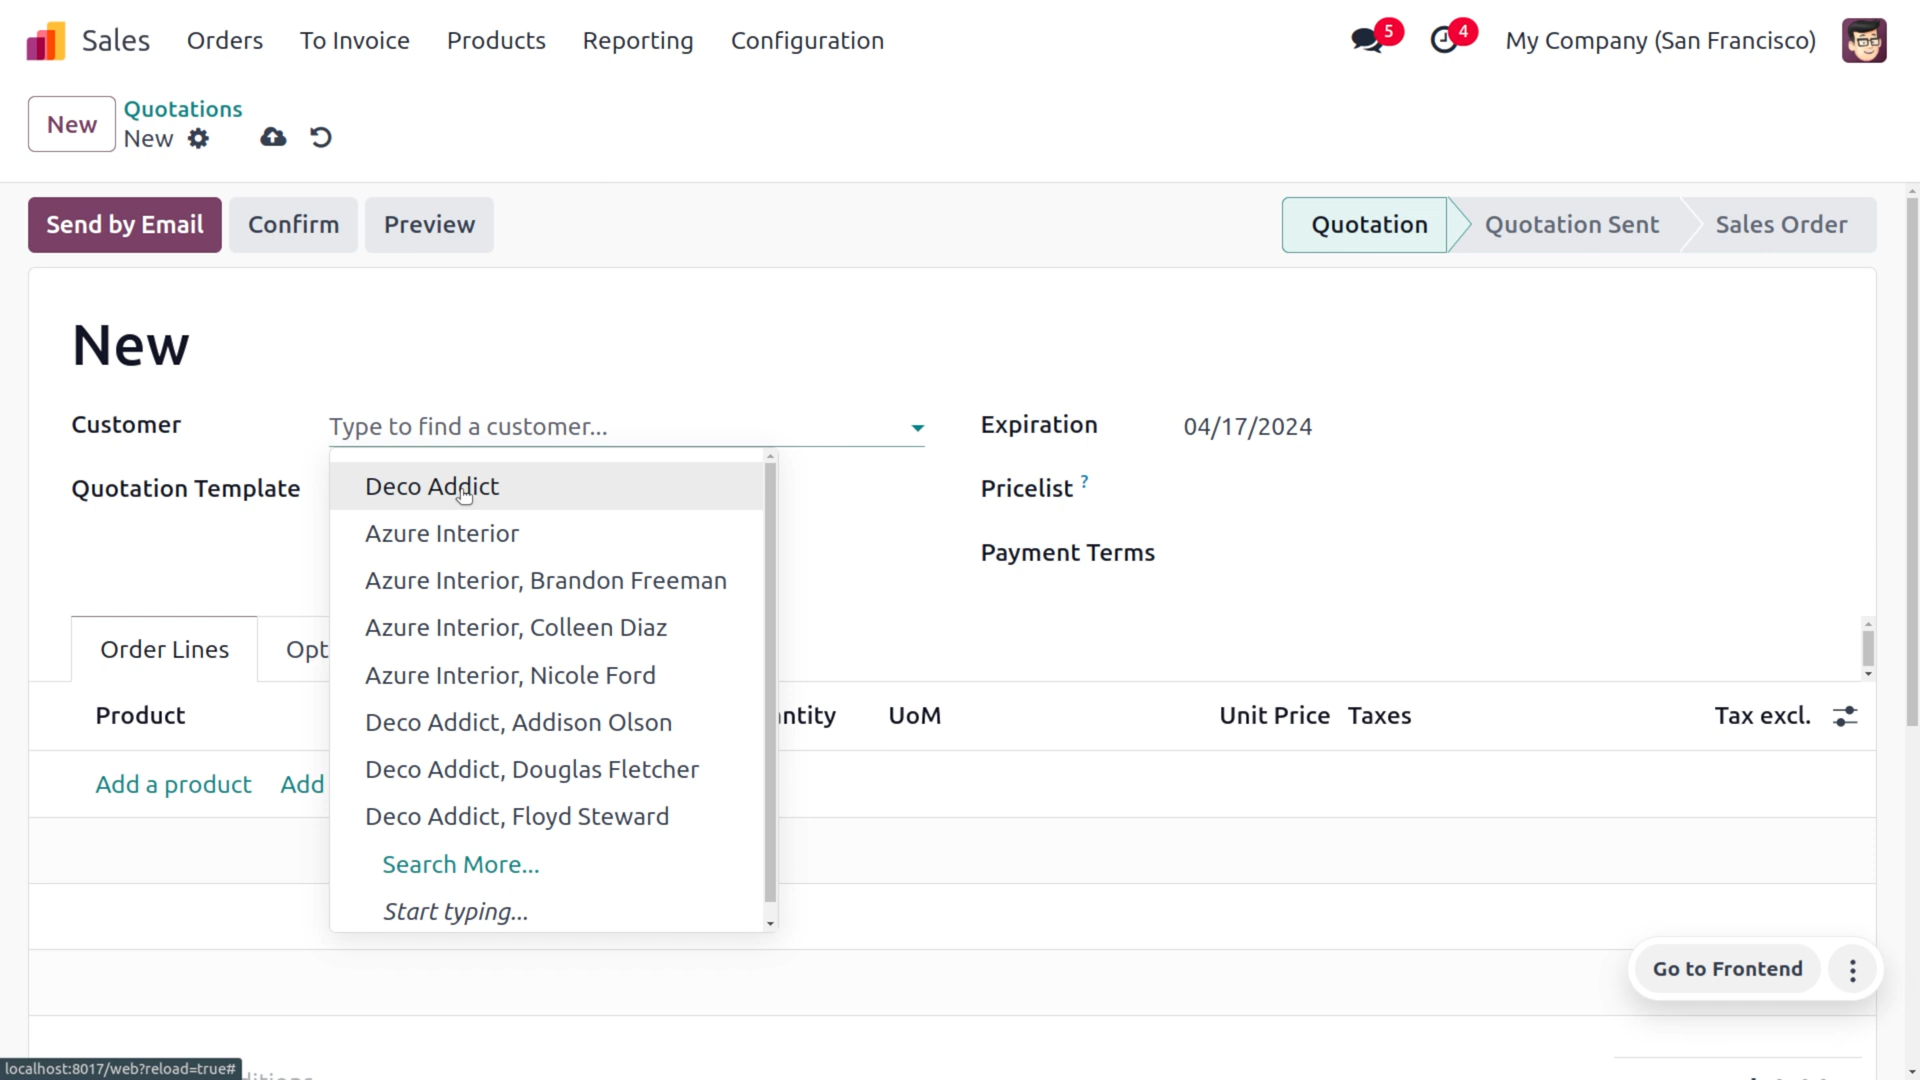 Sales Orders To Invoice Products Reporting Configuration 5 4 My Company (San Francisco)
New Quotations
New
Send by Email Confirm Preview Quotation Quotation Sent Sales Order
New
Customer Type to find a customer... Expiration 04/17/2024
Quotation Template Deco Addict Pricelist ?
Azure Interior
Payment Terms
Azure Interior, Brandon Freeman
Azure Interior, Colleen Diaz
Order Lines Opt
Azure Interior, Nicole Ford
Product Deco Addict, Addison Olson ntity UoM Unit Price Taxes Tax excl.
Deco Addict, Douglas Fletcher
Add a product Add
Deco Addict, Floyd Steward
Search More...
Start typing...
Go to Frontend
localhost:8017/web?reload=true#